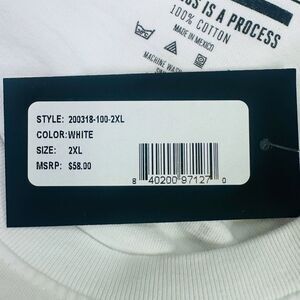 IS A PROCESS
100% COTTON
MADE IN MEXICO
MACHINE WASH
STYLE: 200318-100-2XL
COLOR:WHITE
SIZE: 2XL
MSRP: $58.00
8 40200 97127 0